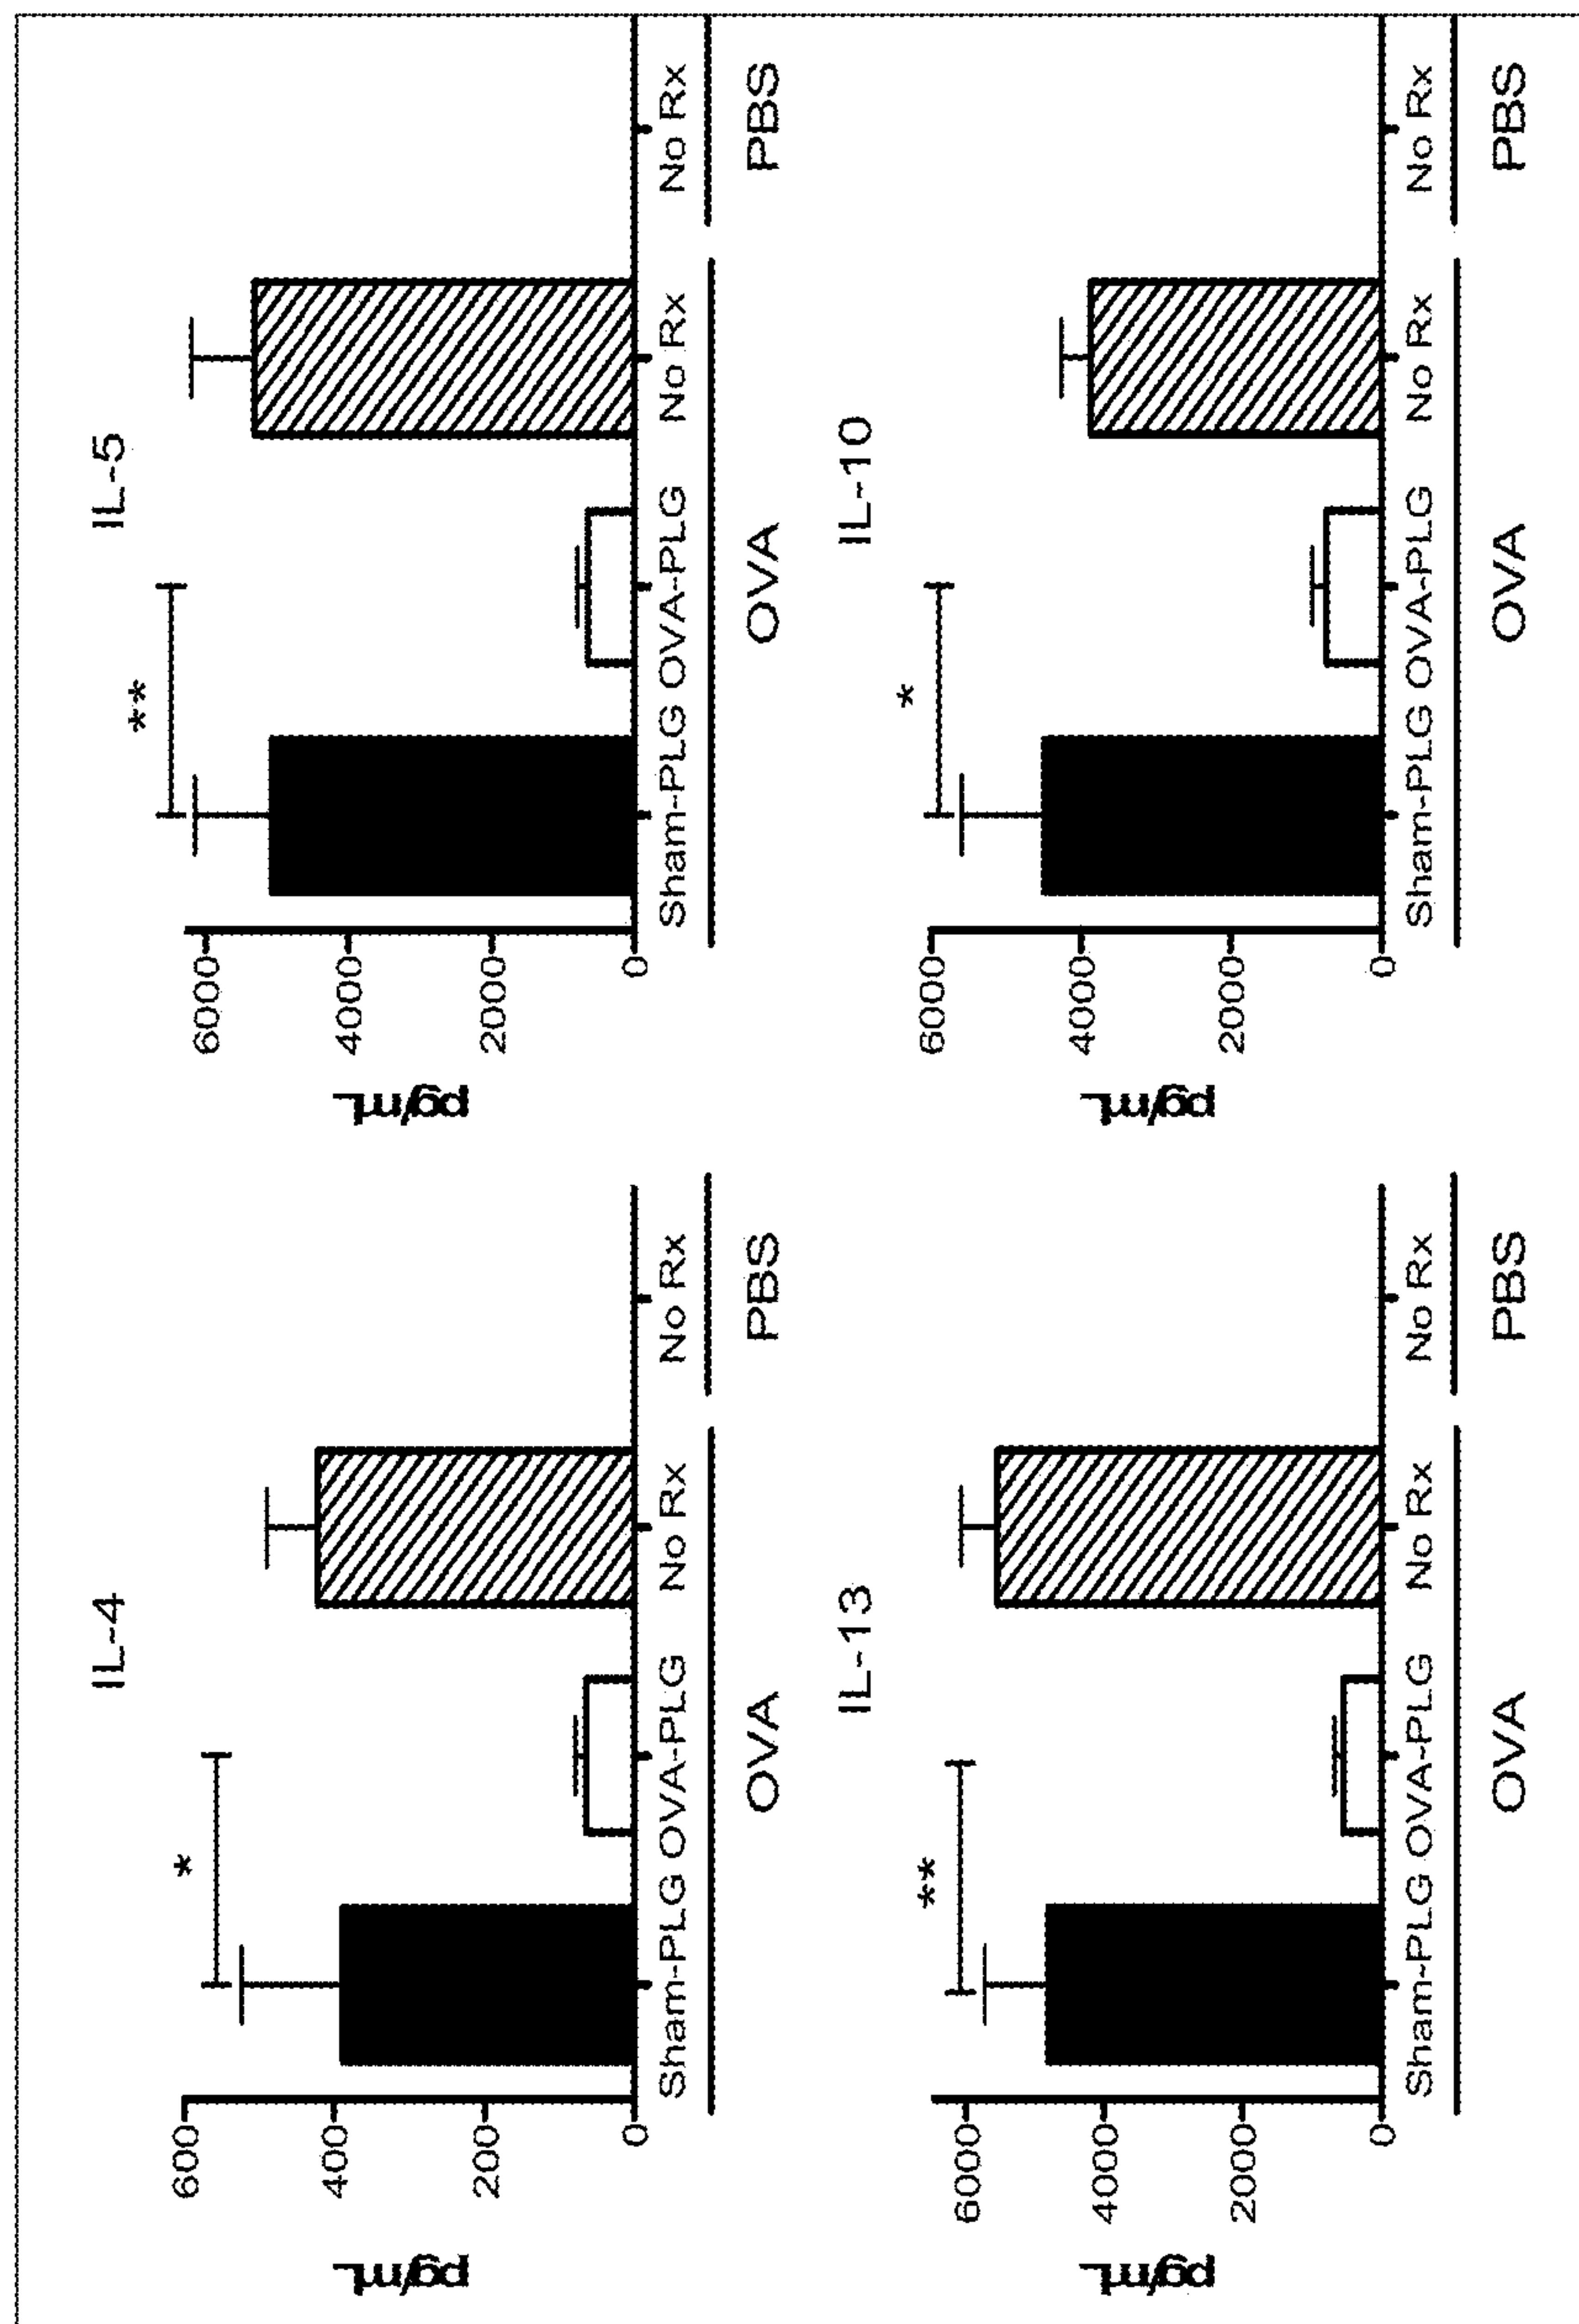 IL-4
*
600
400
200
0
pg/mL
Sham-PLG OVA-PLG No Rx No Rx
OVA PBS
IL-5
**
6000
4000
2000
0
pg/mL
Sham-PLG OVA-PLG No Rx No Rx
OVA PBS
IL-13
**
6000
4000
2000
0
pg/mL
Sham-PLG OVA-PLG No Rx No Rx
OVA PBS
IL-10
*
6000
4000
2000
0
pg/mL
Sham-PLG OVA-PLG No Rx No Rx
OVA PBS